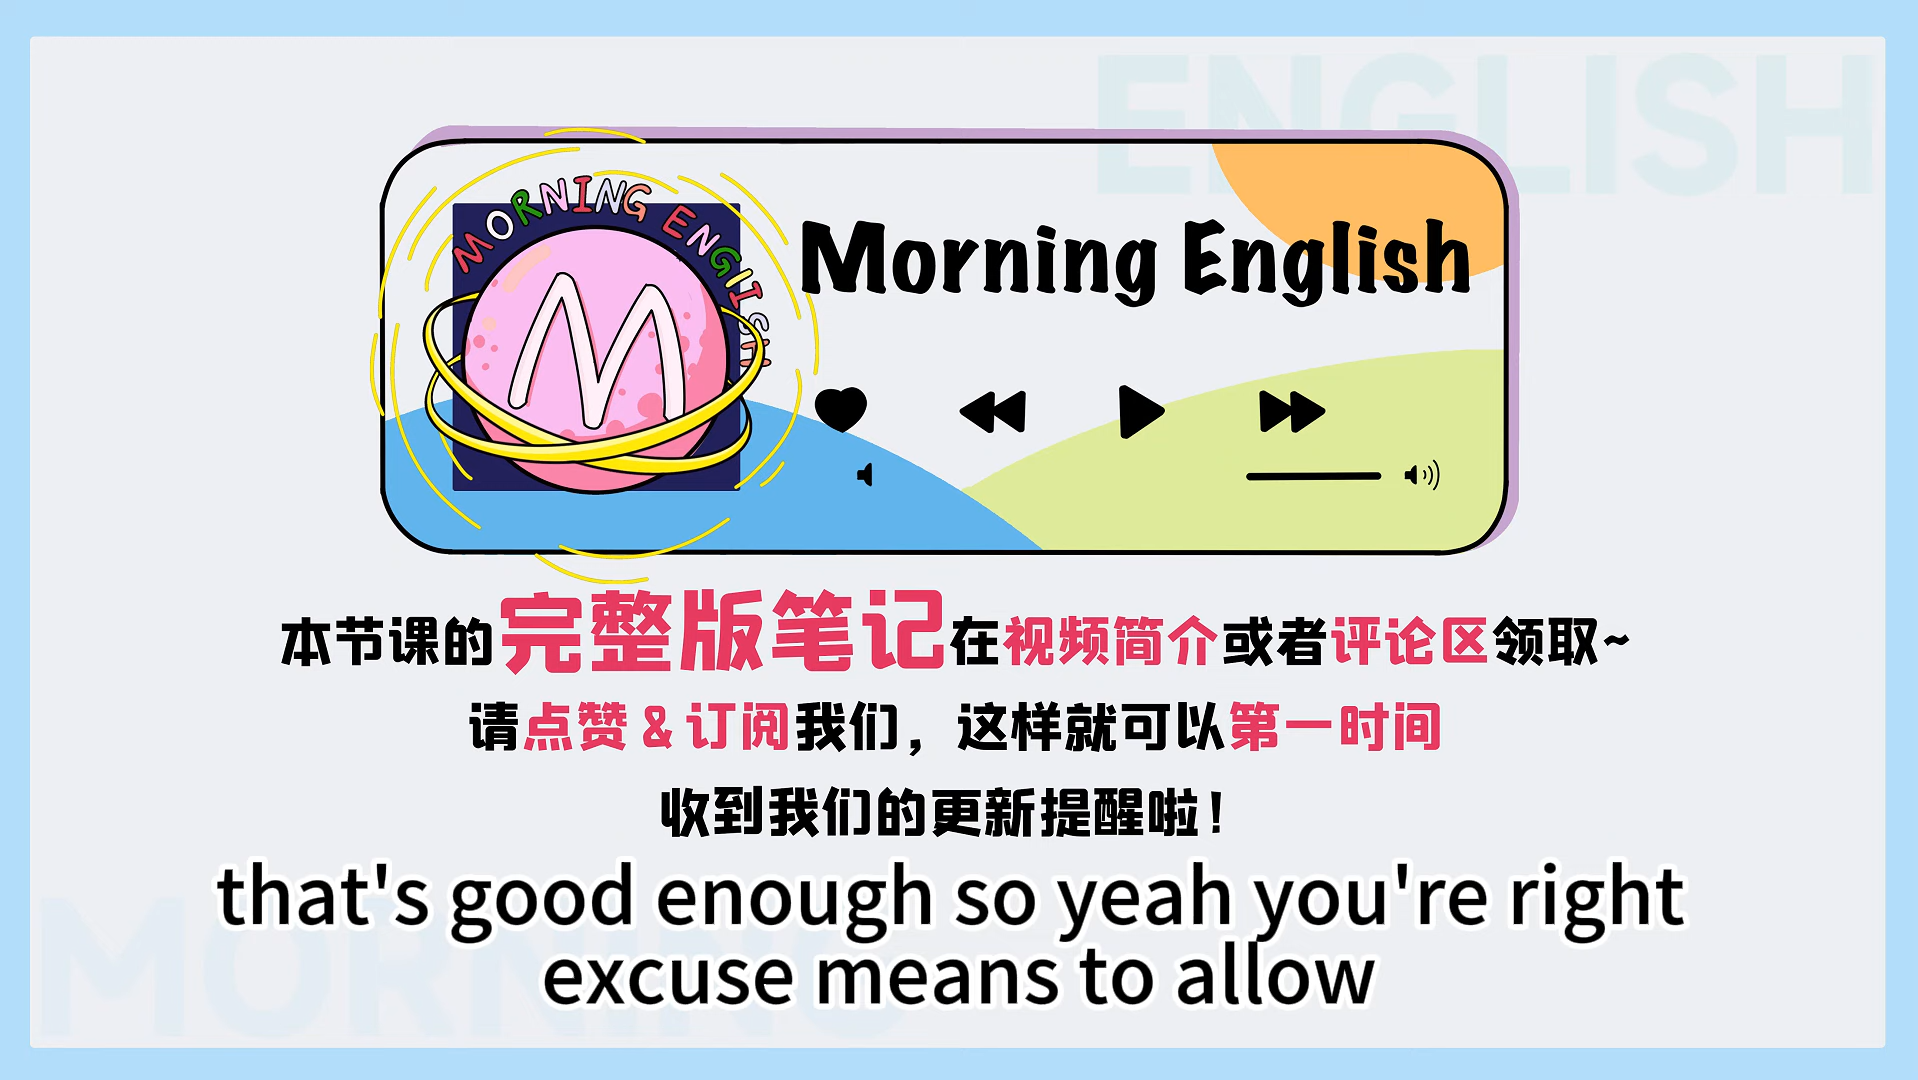 ENGLISH
MORNING ENGLISH
M
Morning English
本节课的完整版笔记在视频简介或者评论区领取~
请点赞&订阅我们，这样就可以第一时间
收到我们的更新提醒啦！
that's good enough so yeah you're right
excuse means to allow
MORNING